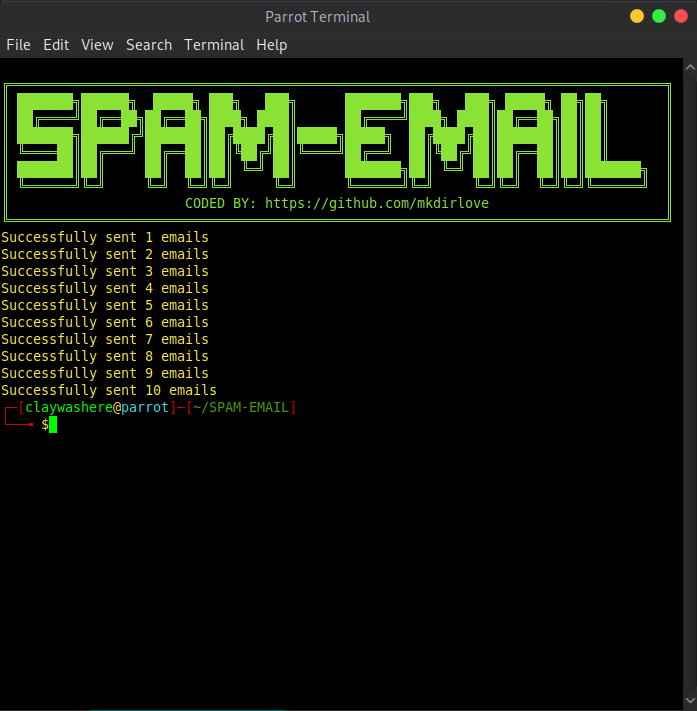 Parrot Terminal
File Edit View Search Terminal Help
SPAM-EMAIL
CODED BY: https://github.com/mkdirlove
Successfully sent 1 emails
Successfully sent 2 emails
Successfully sent 3 emails
Successfully sent 4 emails
Successfully sent 5 emails
Successfully sent 6 emails
Successfully sent 7 emails
Successfully sent 8 emails
Successfully sent 9 emails
Successfully sent 10 emails
┌─[claywashere@parrot]─[~/SPAM-EMAIL]
└──╼ $